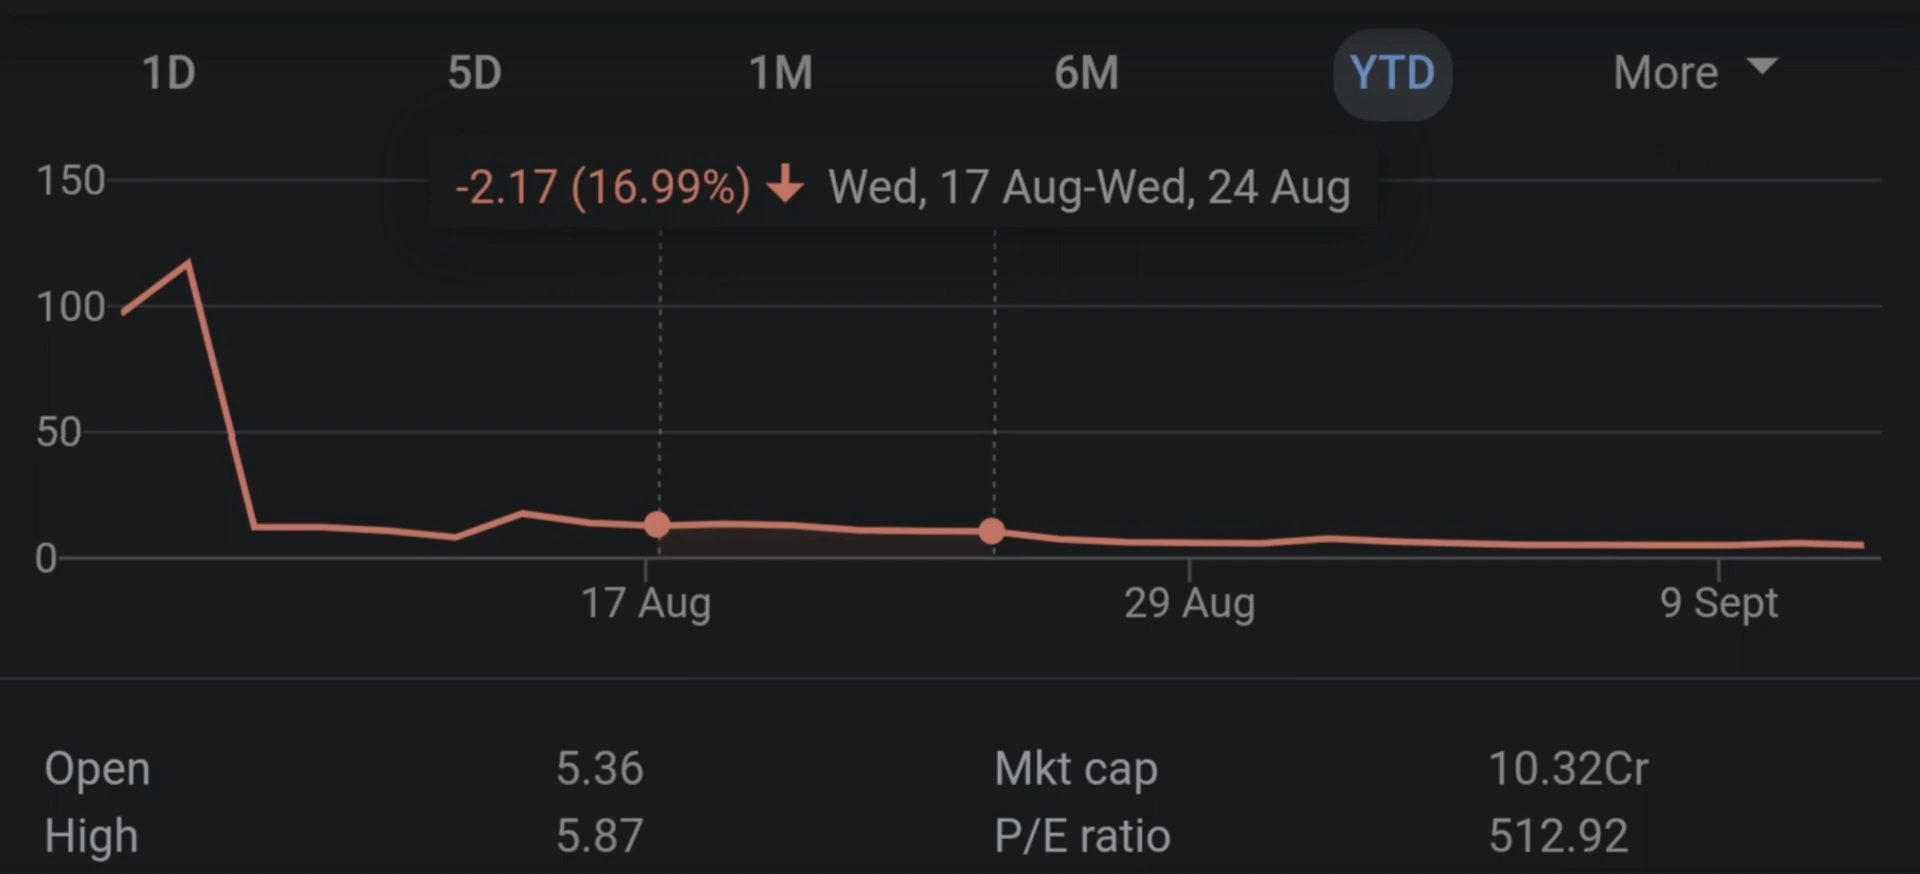 1D 5D 1M 6M YTD More
-2.17 (16.99%) Wed, 17 Aug-Wed, 24 Aug
150
100
50
0
17 Aug 29 Aug 9 Sept
Open 5.36 Mkt cap 10.32Cr
High 5.87 P/E ratio 512.92